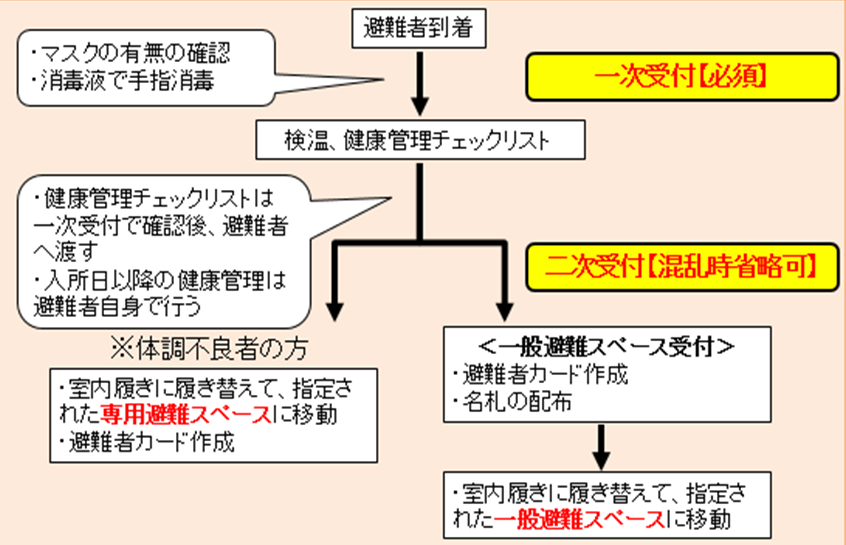 避難者到着
・マスクの有無の確認
・消毒液で手指消毒
一次受付【必須】
検温、健康管理チェックリスト
・健康管理チェックリストは
一次受付で確認後、避難者
へ渡す
・入所日以降の健康管理は
避難者自身で行う
二次受付【混乱時省略可】
※体調不良者の方
・室内履きに履き替えて、指定さ
れた専用避難スペースに移動
・避難者カード作成
＜一般避難スペース受付＞
・避難者カード作成
・名札の配布
・室内履きに履き替えて、指定さ
れた一般避難スペースに移動